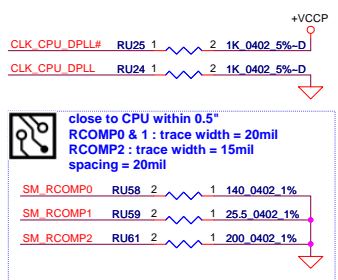 +VCCP
CLK_CPU_DPLL# RU25 1 2 1K_0402_5%~D
CLK_CPU_DPLL RU24 1 2 1K_0402_5%~D
close to CPU within 0.5"
RCOMP0 & 1 : trace width = 20mil
RCOMP2 : trace width = 15mil
spacing = 20mil
SM_RCOMP0 RU58 2 1 140_0402_1%
SM_RCOMP1 RU59 2 1 25.5_0402_1%
SM_RCOMP2 RU61 2 1 200_0402_1%